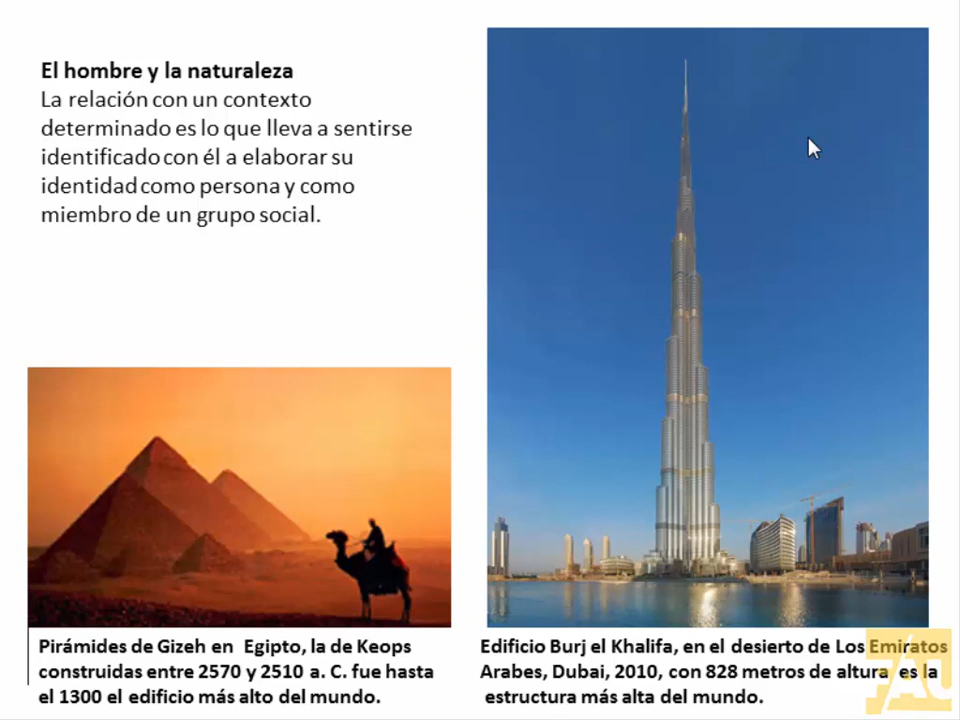 El hombre y la naturaleza
La relación con un contexto
determinado es lo que lleva a sentirse
identificado con él a elaborar su
identidad como persona y como
miembro de un grupo social.
Pirámides de Gizeh en Egipto, la de Keops
construidas entre 2570 y 2510 a. C. fue hasta
el 1300 el edificio más alto del mundo.
Edificio Burj el Khalifa, en el desierto de Los Emiratos
Arabes, Dubai, 2010, con 828 metros de altura es la
estructura más alta del mundo.
FAU